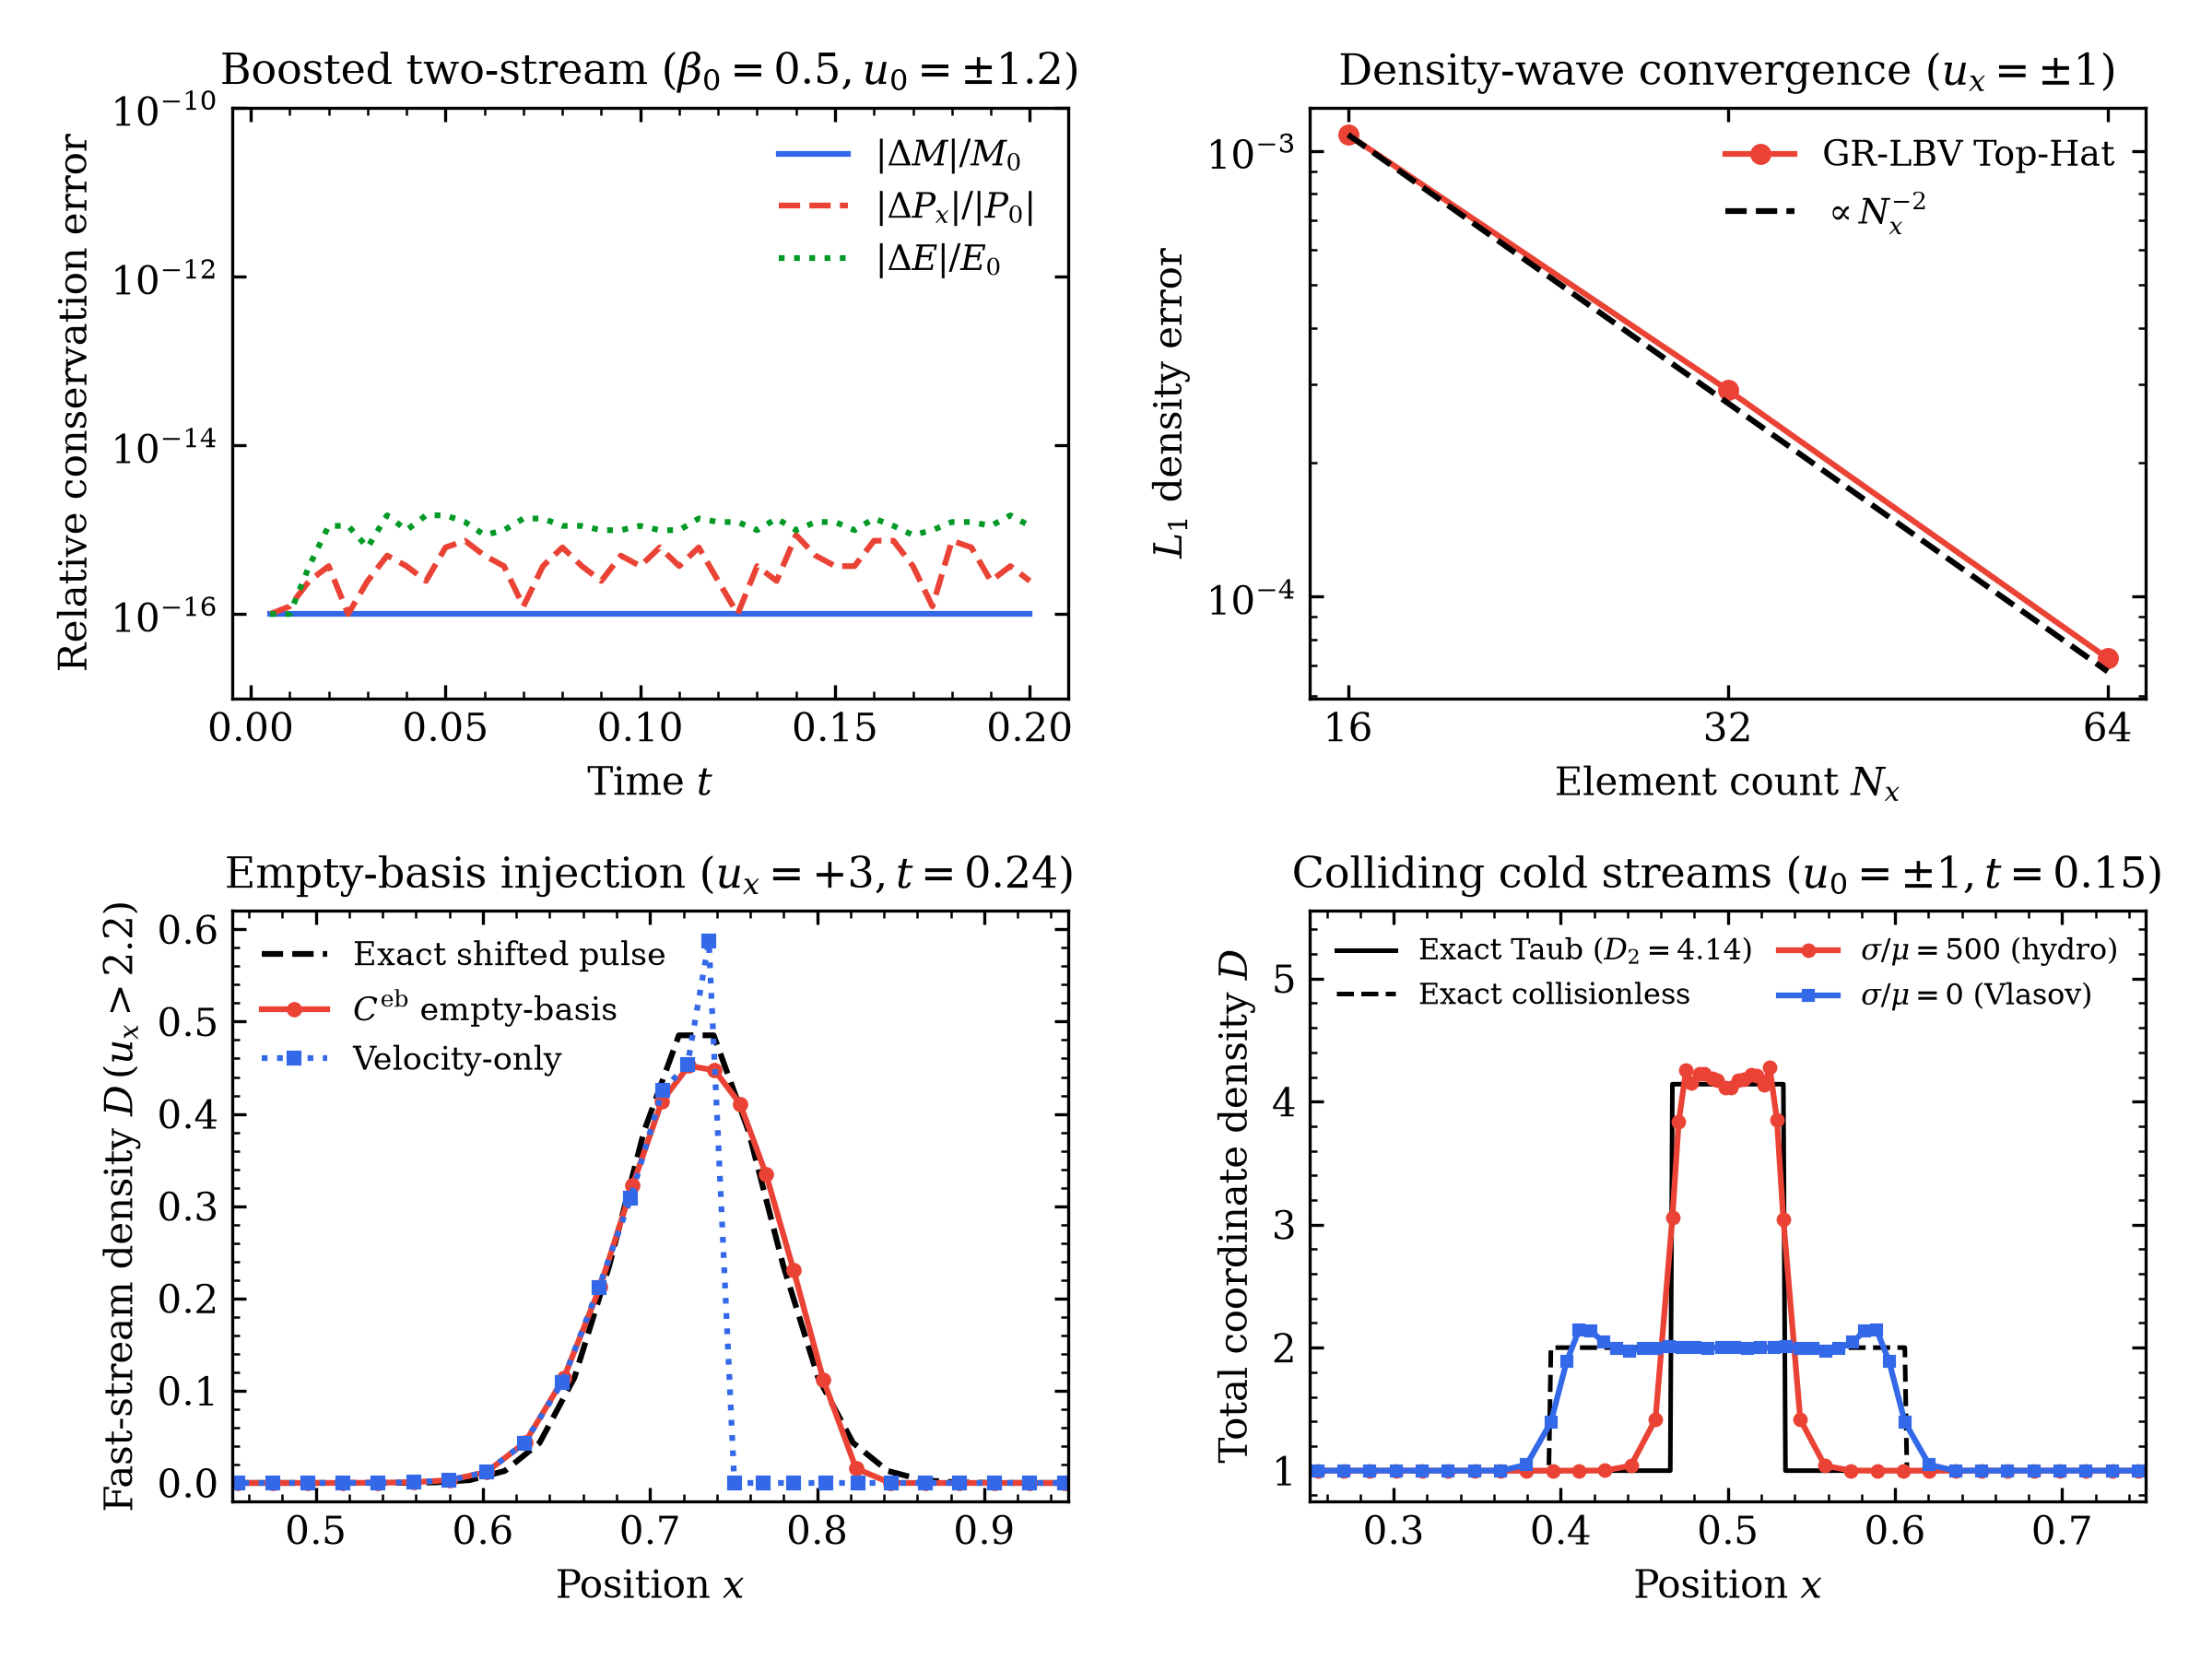 Boosted two-stream (β₀ = 0.5, u₀ = ±1.2)
Relative conservation error
10⁻¹⁰
10⁻¹²
10⁻¹⁴
10⁻¹⁶
|ΔM|/M₀
|ΔPₓ|/|P₀|
|ΔE|/E₀
0.00 0.05 0.10 0.15 0.20
Time t
Density-wave convergence (uₓ = ±1)
L₁ density error
10⁻³
10⁻⁴
GR-LBV Top-Hat
∝ Nₓ⁻²
16 32 64
Element count Nₓ
Empty-basis injection (uₓ = +3, t = 0.24)
Fast-stream density D (uₓ > 2.2)
0.6
0.5
0.4
0.3
0.2
0.1
0.0
Exact shifted pulse
Cᵉᵇ empty-basis
Velocity-only
0.5 0.6 0.7 0.8 0.9
Position x
Colliding cold streams (u₀ = ±1, t = 0.15)
Total coordinate density D
5
4
3
2
1
Exact Taub (D₂ = 4.14)
Exact collisionless
σ/μ = 500 (hydro)
σ/μ = 0 (Vlasov)
0.3 0.4 0.5 0.6 0.7
Position x